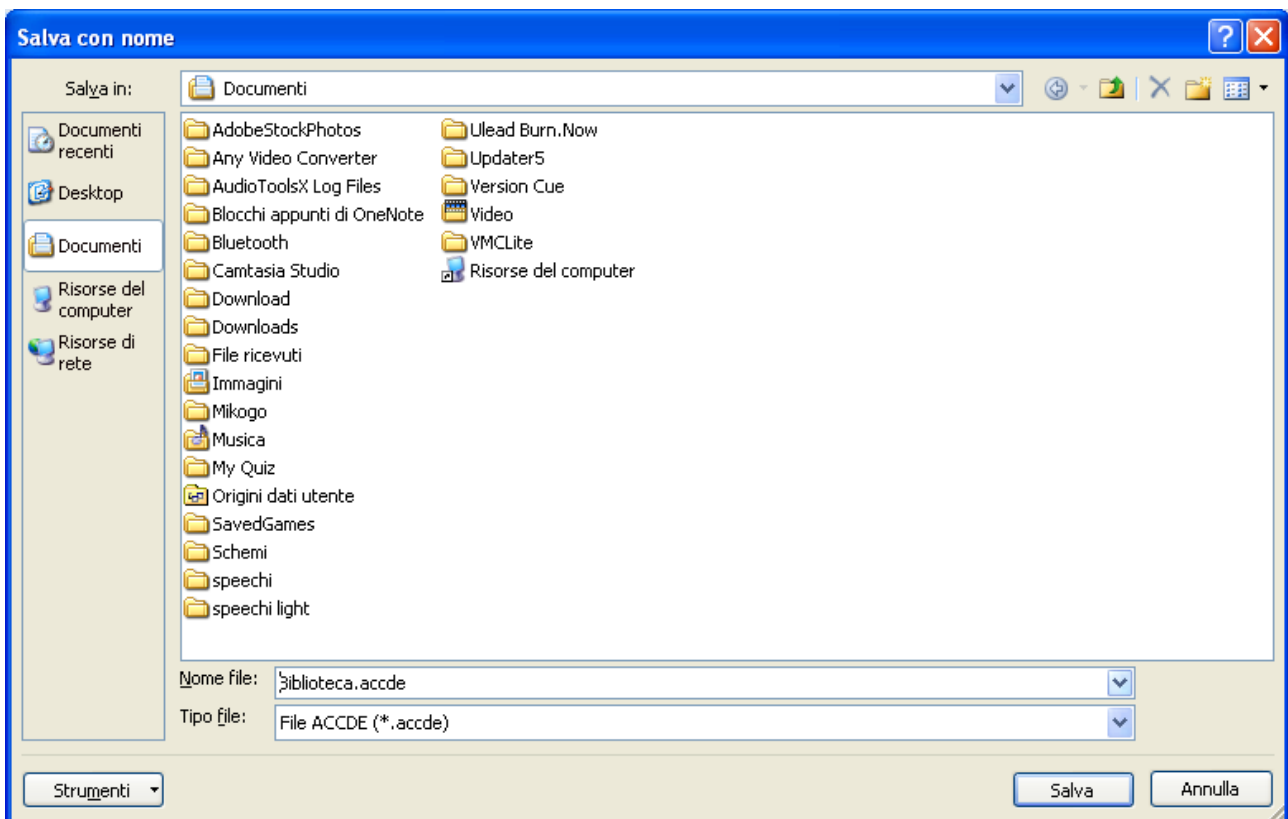 Salva con nome
Salva in:
Documenti
Documenti
recenti
Desktop
Documenti
Risorse del
computer
Risorse di
rete
AdobeStockPhotos
Any Video Converter
AudioToolsX Log Files
Blocchi appunti di OneNote
Bluetooth
Camtasia Studio
Download
Downloads
File ricevuti
Immagini
Mikogo
Musica
My Quiz
Origini dati utente
SavedGames
Schemi
speechi
speechi light
Ulead Burn.Now
Updater5
Version Cue
Video
VMCLite
Risorse del computer
Nome file:
Biblioteca.accde
Tipo file:
File ACCDE (*.accde)
Strumenti
Salva
Annulla